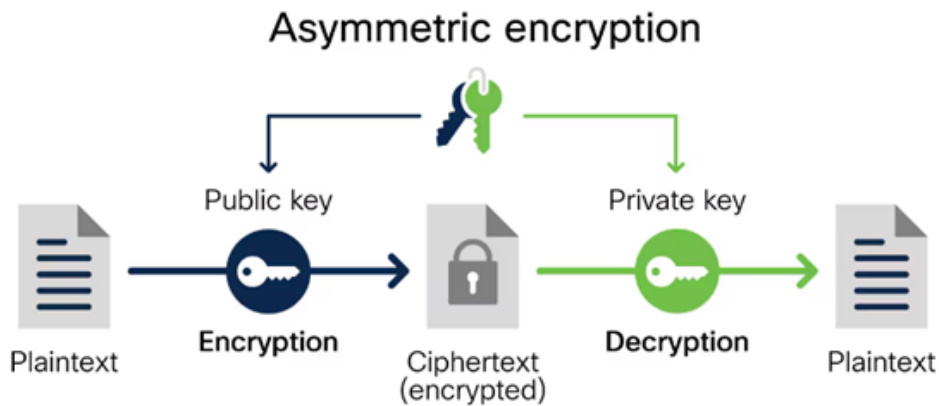 Asymmetric encryption
Public key
Private key
Encryption
Decryption
Plaintext
Ciphertext
(encrypted)
Plaintext